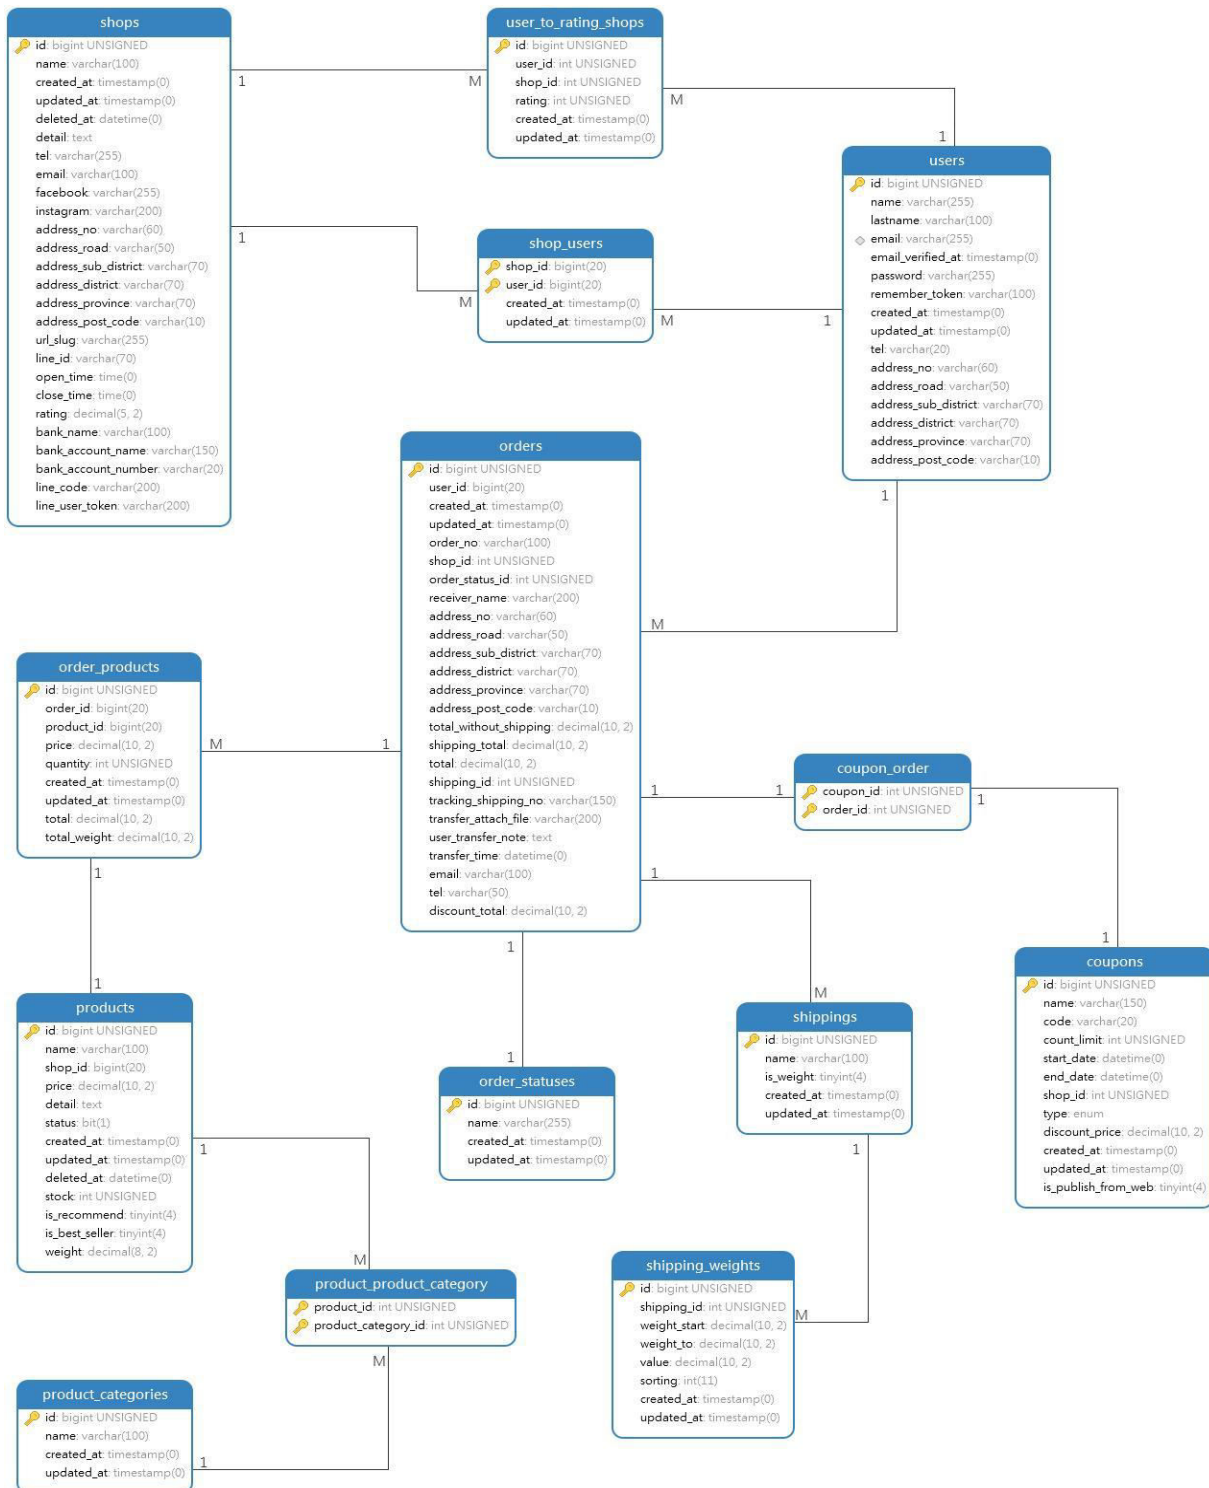 shops
id: bigint UNSIGNED
name: varchar(100)
created_at: timestamp(0)
updated_at: timestamp(0)
deleted_at: datetime(0)
detail: text
tel: varchar(255)
email: varchar(100)
facebook: varchar(255)
instagram: varchar(200)
address_no: varchar(60)
address_road: varchar(50)
address_sub_district: varchar(70)
address_district: varchar(70)
address_province: varchar(70)
address_post_code: varchar(10)
url_slug: varchar(255)
line_id: varchar(70)
open_time: time(0)
close_time: time(0)
rating: decimal(5, 2)
bank_name: varchar(100)
bank_account_name: varchar(150)
bank_account_number: varchar(20)
line_code: varchar(200)
line_user_token: varchar(200)
1
M
1
M
user_to_rating_shops
id: bigint UNSIGNED
user_id: int UNSIGNED
shop_id: int UNSIGNED
rating: int UNSIGNED
created_at: timestamp(0)
updated_at: timestamp(0)
M
1
shop_users
shop_id: bigint(20)
user_id: bigint(20)
created_at: timestamp(0)
updated_at: timestamp(0)
M
1
users
id: bigint UNSIGNED
name: varchar(255)
lastname: varchar(100)
email: varchar(255)
email_verified_at: timestamp(0)
password: varchar(255)
remember_token: varchar(100)
created_at: timestamp(0)
updated_at: timestamp(0)
tel: varchar(20)
address_no: varchar(60)
address_road: varchar(50)
address_sub_district: varchar(70)
address_district: varchar(70)
address_province: varchar(70)
address_post_code: varchar(10)
1
M
orders
id: bigint UNSIGNED
user_id: bigint(20)
created_at: timestamp(0)
updated_at: timestamp(0)
order_no: varchar(100)
shop_id: int UNSIGNED
order_status_id: int UNSIGNED
receiver_name: varchar(200)
address_no: varchar(60)
address_road: varchar(50)
address_sub_district: varchar(70)
address_district: varchar(70)
address_province: varchar(70)
address_post_code: varchar(10)
total_without_shipping: decimal(10, 2)
shipping_total: decimal(10, 2)
total: decimal(10, 2)
shipping_id: int UNSIGNED
tracking_shipping_no: varchar(150)
transfer_attach_file: varchar(200)
user_transfer_note: text
transfer_time: datetime(0)
email: varchar(100)
tel: varchar(50)
discount_total: decimal(10, 2)
order_products
id: bigint UNSIGNED
order_id: bigint(20)
product_id: bigint(20)
price: decimal(10, 2)
quantity: int UNSIGNED
created_at: timestamp(0)
updated_at: timestamp(0)
total: decimal(10, 2)
total_weight: decimal(10, 2)
M
1
1
1
coupon_order
coupon_id: int UNSIGNED
order_id: int UNSIGNED
1
1
1
1
coupons
id: bigint UNSIGNED
name: varchar(150)
code: varchar(20)
count_limit: int UNSIGNED
start_date: datetime(0)
end_date: datetime(0)
shop_id: int UNSIGNED
type: enum
discount_price: decimal(10, 2)
created_at: timestamp(0)
updated_at: timestamp(0)
is_publish_from_web: tinyint(4)
1
M
shippings
id: bigint UNSIGNED
name: varchar(100)
is_weight: tinyint(4)
created_at: timestamp(0)
updated_at: timestamp(0)
1
M
1
1
order_statuses
id: bigint UNSIGNED
name: varchar(255)
created_at: timestamp(0)
updated_at: timestamp(0)
products
id: bigint UNSIGNED
name: varchar(100)
shop_id: bigint(20)
price: decimal(10, 2)
detail: text
status: bit(1)
created_at: timestamp(0)
updated_at: timestamp(0)
deleted_at: datetime(0)
stock: int UNSIGNED
is_recommend: tinyint(4)
is_best_seller: tinyint(4)
weight: decimal(8, 2)
1
M
product_product_category
product_id: int UNSIGNED
product_category_id: int UNSIGNED
M
1
shipping_weights
id: bigint UNSIGNED
shipping_id: int UNSIGNED
weight_start: decimal(10, 2)
weight_to: decimal(10, 2)
value: decimal(10, 2)
sorting: int(11)
created_at: timestamp(0)
updated_at: timestamp(0)
product_categories
id: bigint UNSIGNED
name: varchar(100)
created_at: timestamp(0)
updated_at: timestamp(0)